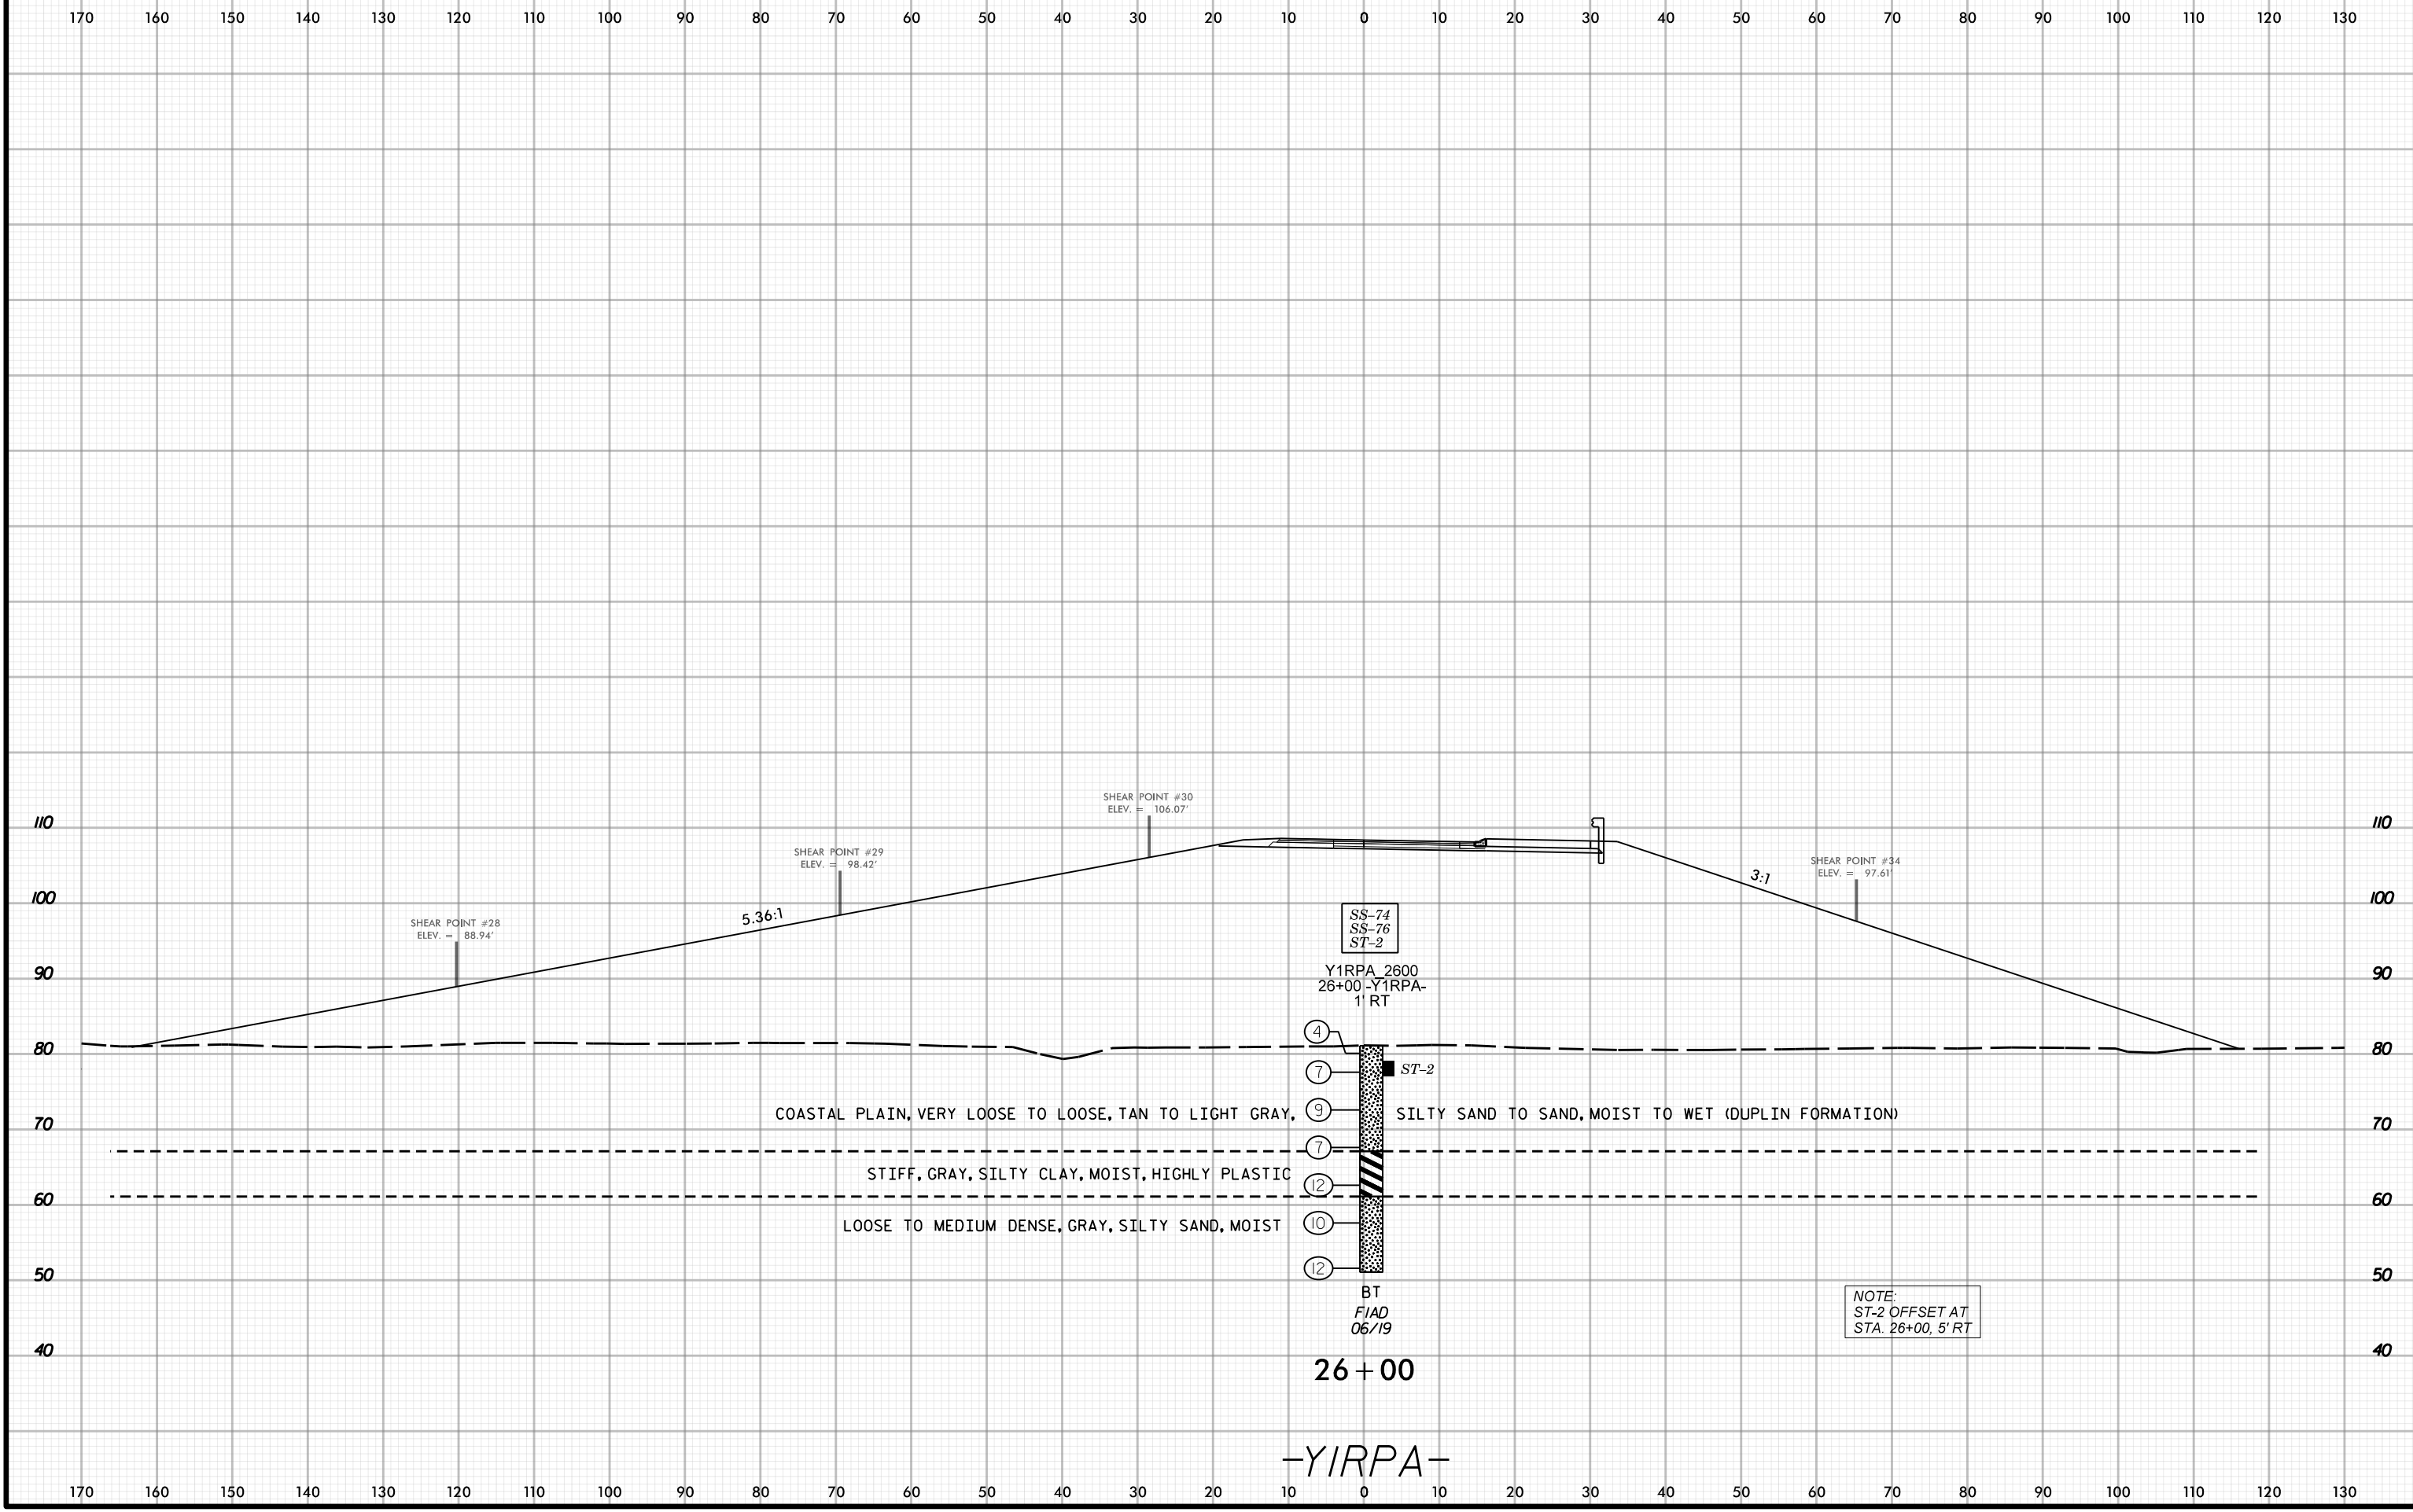 170 160 150 140 130 120 110 100 90 80 70 60 50 40 30 20 10 0 10 20 30 40 50 60 70 80 90 100 110 120 130
SHEAR POINT #30
ELEV. = 106.07'
110 110
SHEAR POINT #29
ELEV. = 98.42'
SHEAR POINT #34
ELEV. = 97.61'
3:1
100 100
5.36:1
SHEAR POINT #28
ELEV. = 88.94'
SS-74
SS-76
ST-2
90 90
Y1RPA_2600
26+00 -Y1RPA-
1' RT
4
80 80
7 ST-2
COASTAL PLAIN, VERY LOOSE TO LOOSE, TAN TO LIGHT GRAY, 9 SILTY SAND TO SAND, MOIST TO WET (DUPLIN FORMATION)
70 70
7
STIFF, GRAY, SILTY CLAY, MOIST, HIGHLY PLASTIC
12
60 60
LOOSE TO MEDIUM DENSE, GRAY, SILTY SAND, MOIST 10
12
50 50
BT
FIAD
06/19
NOTE:
ST-2 OFFSET AT
STA. 26+00, 5' RT
40 40
26+00
-Y1RPA-
170 160 150 140 130 120 110 100 90 80 70 60 50 40 30 20 10 0 10 20 30 40 50 60 70 80 90 100 110 120 130